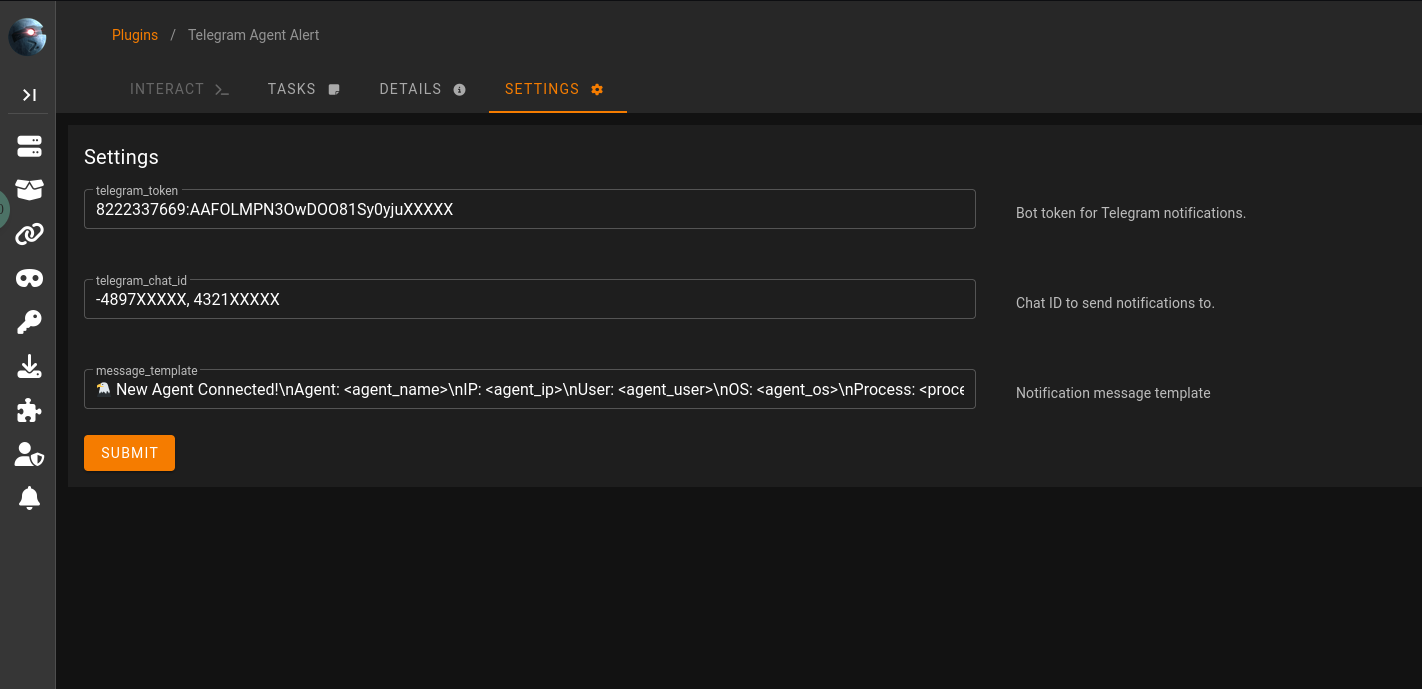 Plugins / Telegram Agent Alert
INTERACT TASKS DETAILS SETTINGS
Settings
telegram_token
8222337669:AAFOLMPN3OwDOO81Sy0yjuXXXXX
Bot token for Telegram notifications.
telegram_chat_id
-4897XXXXX, 4321XXXXX
Chat ID to send notifications to.
message_template
🦅 New Agent Connected!\nAgent: <agent_name>\nIP: <agent_ip>\nUser: <agent_user>\nOS: <agent_os>\nProcess: <proce
Notification message template
SUBMIT